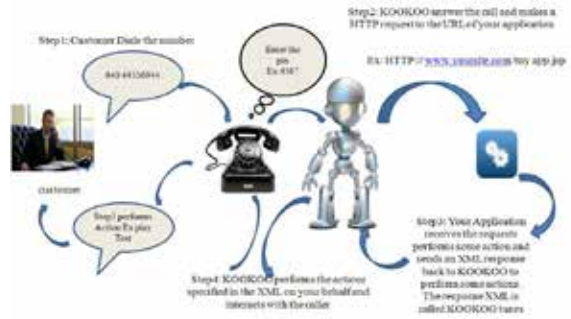 Step1: Customer Dials the number
Enter the
pin
Ex:
customer
Step5 perform
Action Ex play
Text
Step2: KOOKOO answer the call and makes a
HTTP request to the URL of your application
Ex: HTTP://
Step3: Your Application
receives the requests
performs some action and
sends an XML response
back to KOOKOO to
perform some actions.
The response XML is
called KOOKOO tunes
Step4: KOOKOO performs the actions
specified in the XML on your behalf and
interacts with the caller